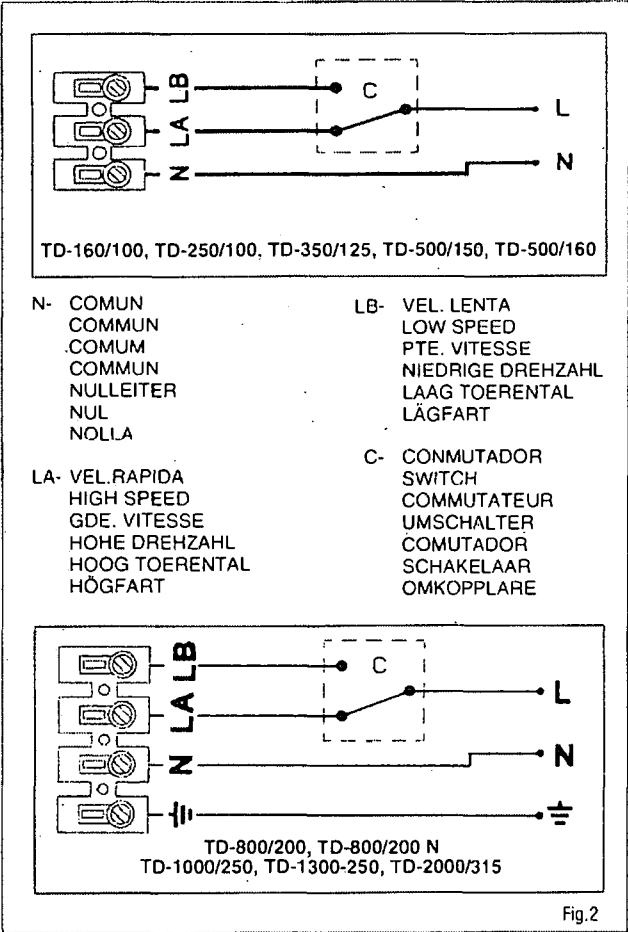 LB
C
LA
L
N
N
TD-160/100, TD-250/100, TD-350/125, TD-500/150, TD-500/160
N- COMUN
COMMUN
COMUM
COMMUN
NULLEITER
NUL
NOLLA
LA- VEL.RAPIDA
HIGH SPEED
GDE. VITESSE
HOHE DREHZAHL
HOOG TOERENTAL
HÖGFART
LB- VEL. LENTA
LOW SPEED
PTE. VITESSE
NIEDRIGE DREHZAHL
LAAG TOERENTAL
LÄGFART
C- CONMUTADOR
SWITCH
COMMUTATEUR
UMSCHALTER
COMUTADOR
SCHAKELAAR
OMKOPPLARE
LB
C
LA
L
N
N
TD-800/200, TD-800/200 N
TD-1000/250, TD-1300-250, TD-2000/315
Fig.2